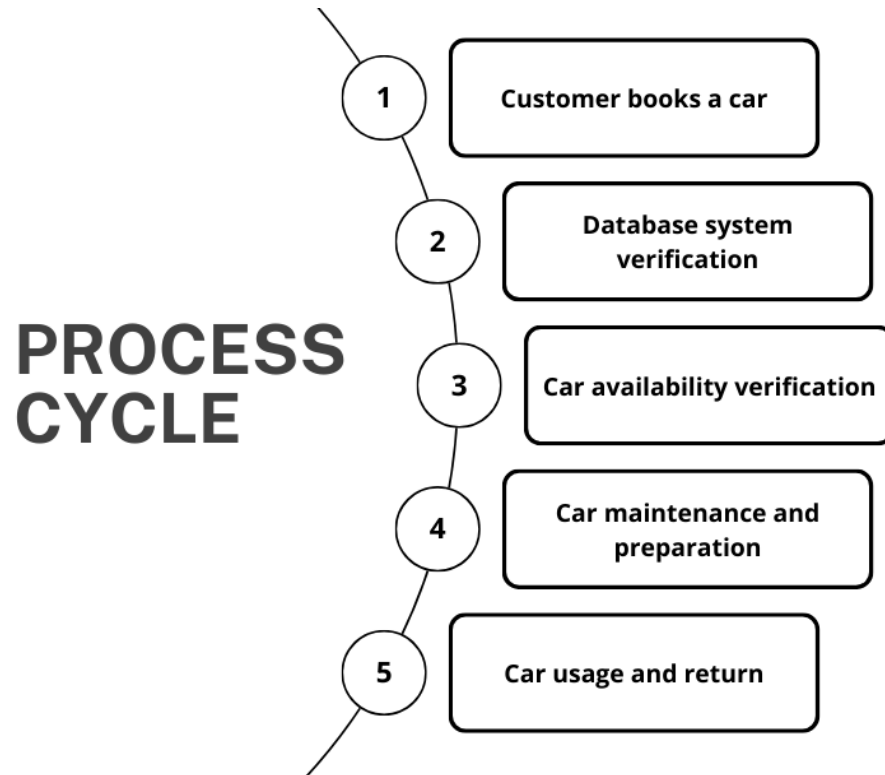 PROCESS
CYCLE
1
Customer books a car
2
Database system
verification
3
Car availability verification
4
Car maintenance and
preparation
5
Car usage and return